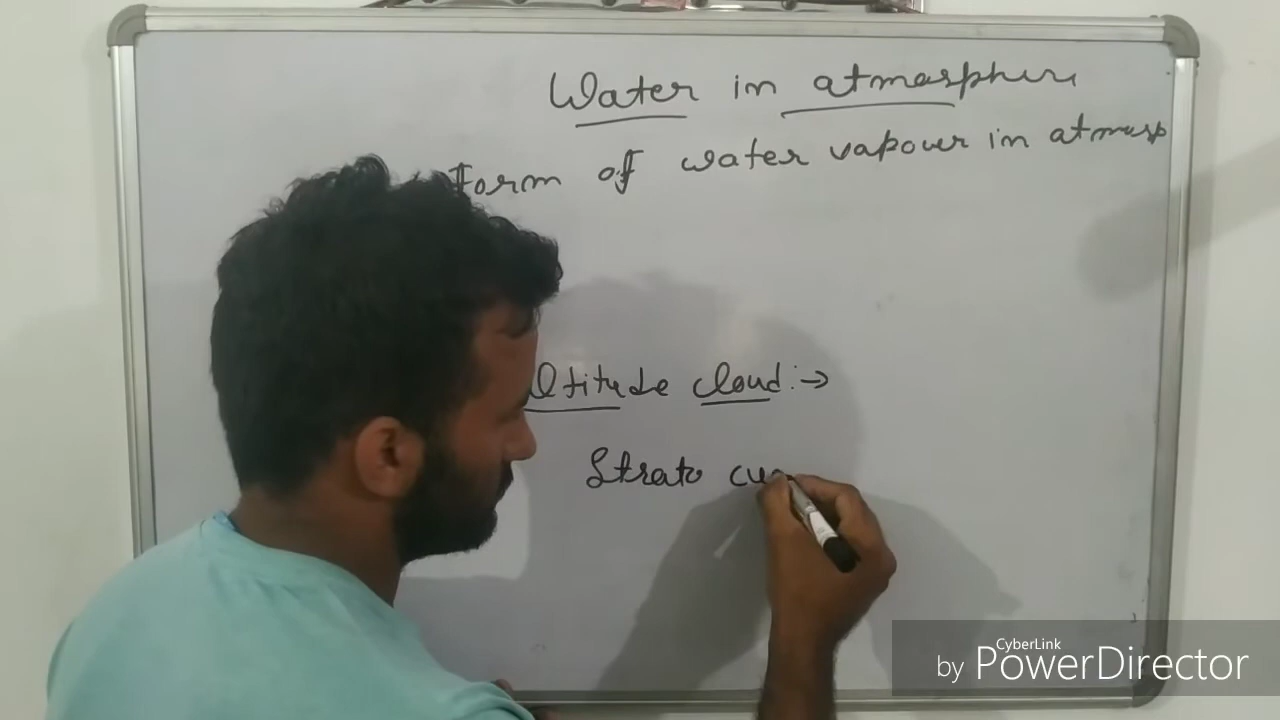 Water in atmosphere
Form of water vapour in atmosp
ltitude cloud :→
Strato cu
CyberLink
by PowerDirector